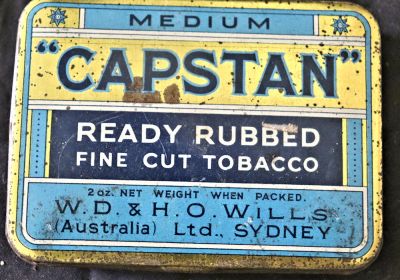 MEDIUM
"CAPSTAN"
READY RUBBED
FINE CUT TOBACCO
2 oz. NET WEIGHT WHEN PACKED.
W.D. & H.O. WILLS
(Australia) Ltd., SYDNEY